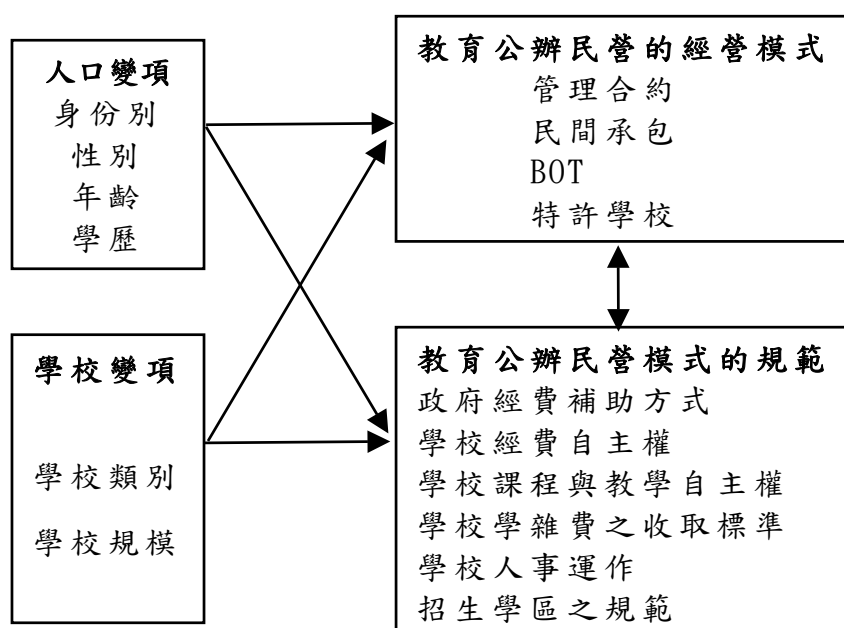 人口變項
身份別
性別
年齡
學歷
教育公辦民營的經營模式
管理合約
民間承包
BOT
特許學校
學校變項
學校類別
學校規模
教育公辦民營模式的規範
政府經費補助方式
學校經費自主權
學校課程與教學自主權
學校學雜費之收取標準
學校人事運作
招生學區之規範